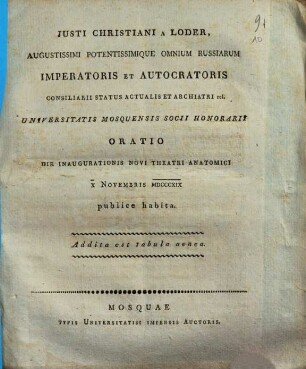 91
10
JUSTI CHRISTIANI A LODER,
AUGUSTISSIMI POTENTISSIMIQUE OMNIUM RUSSIARUM
IMPERATORIS ET AUTOCRATORIS
CONSILIARII STATUS ACTUALIS ET ARCHIATRI rel.
UNIVERSITATIS MOSQUENSIS SOCII HONORARII
ORATIO
DIE INAUGURATIONIS NOVI THEATRI ANATOMICI
X NOVEMBRIS MDCCCXIX
publice habita.
Addita est tabula aenea.
MOSQUAE
TYPIS UNIVERSITATIS IMPENSIS AUCTORIS.